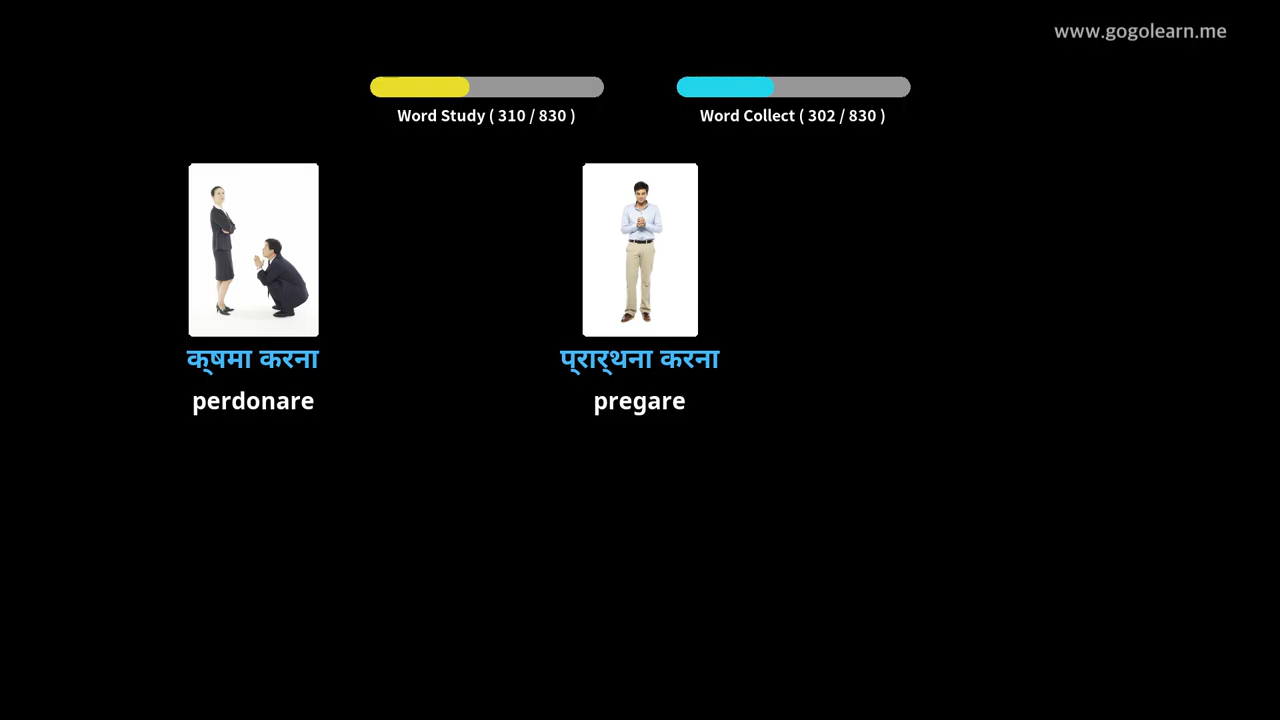 www.gogolearn.me
Word Study ( 310 / 830 )
Word Collect ( 302 / 830 )
क्षमा करना
प्रार्थना करना
perdonare
pregare